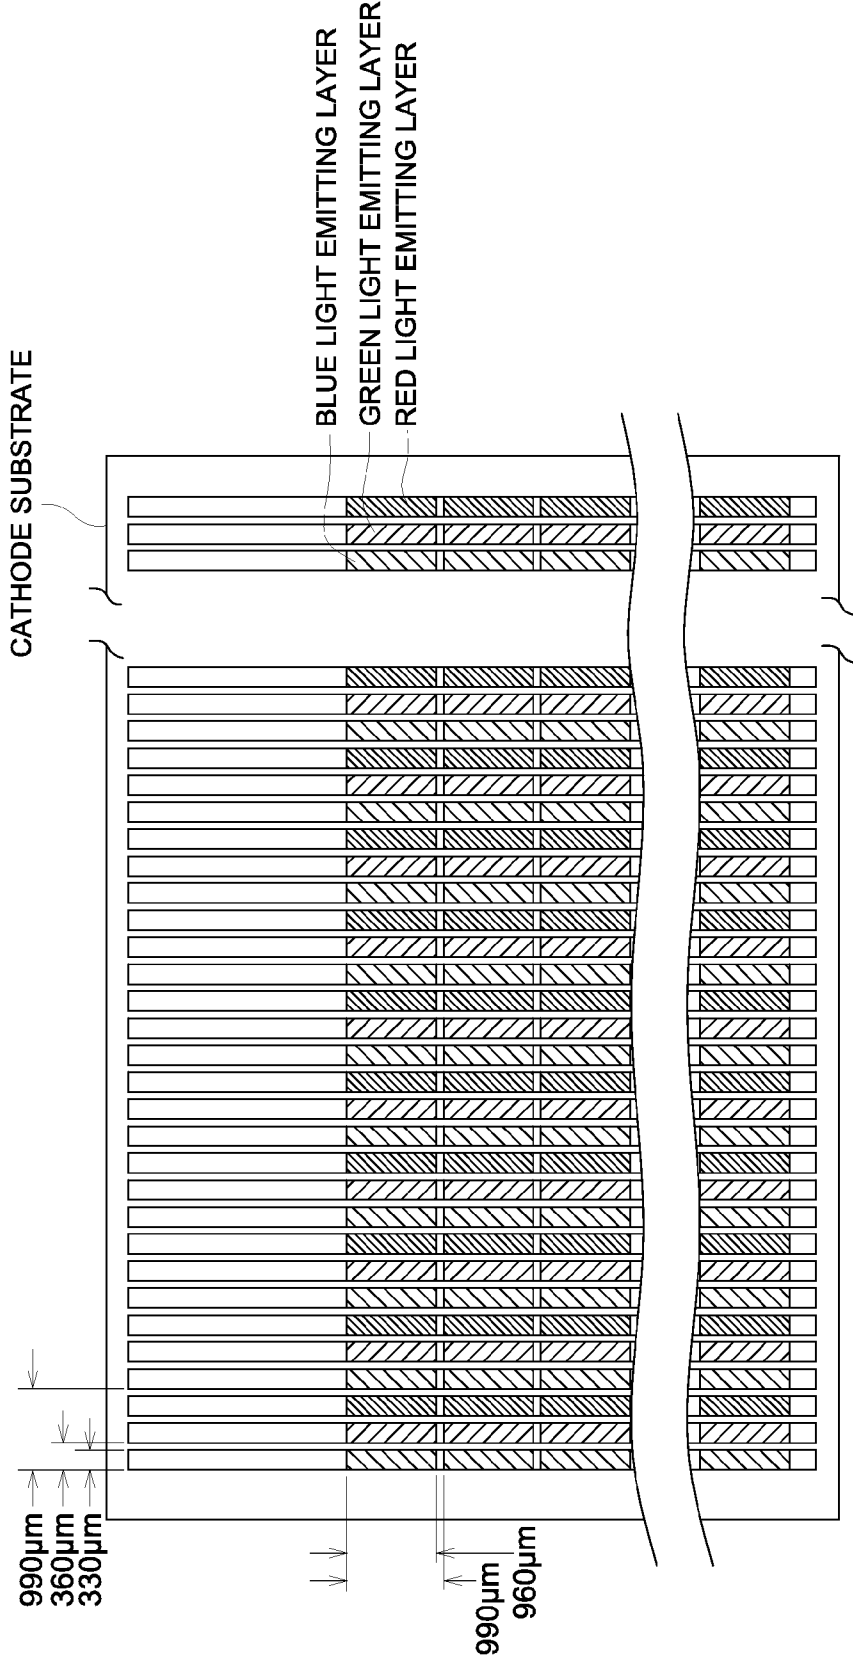 CATHODE SUBSTRATE
BLUE LIGHT EMITTING LAYER
GREEN LIGHT EMITTING LAYER
RED LIGHT EMITTING LAYER
990μm
360μm
330μm
990μm
960μm